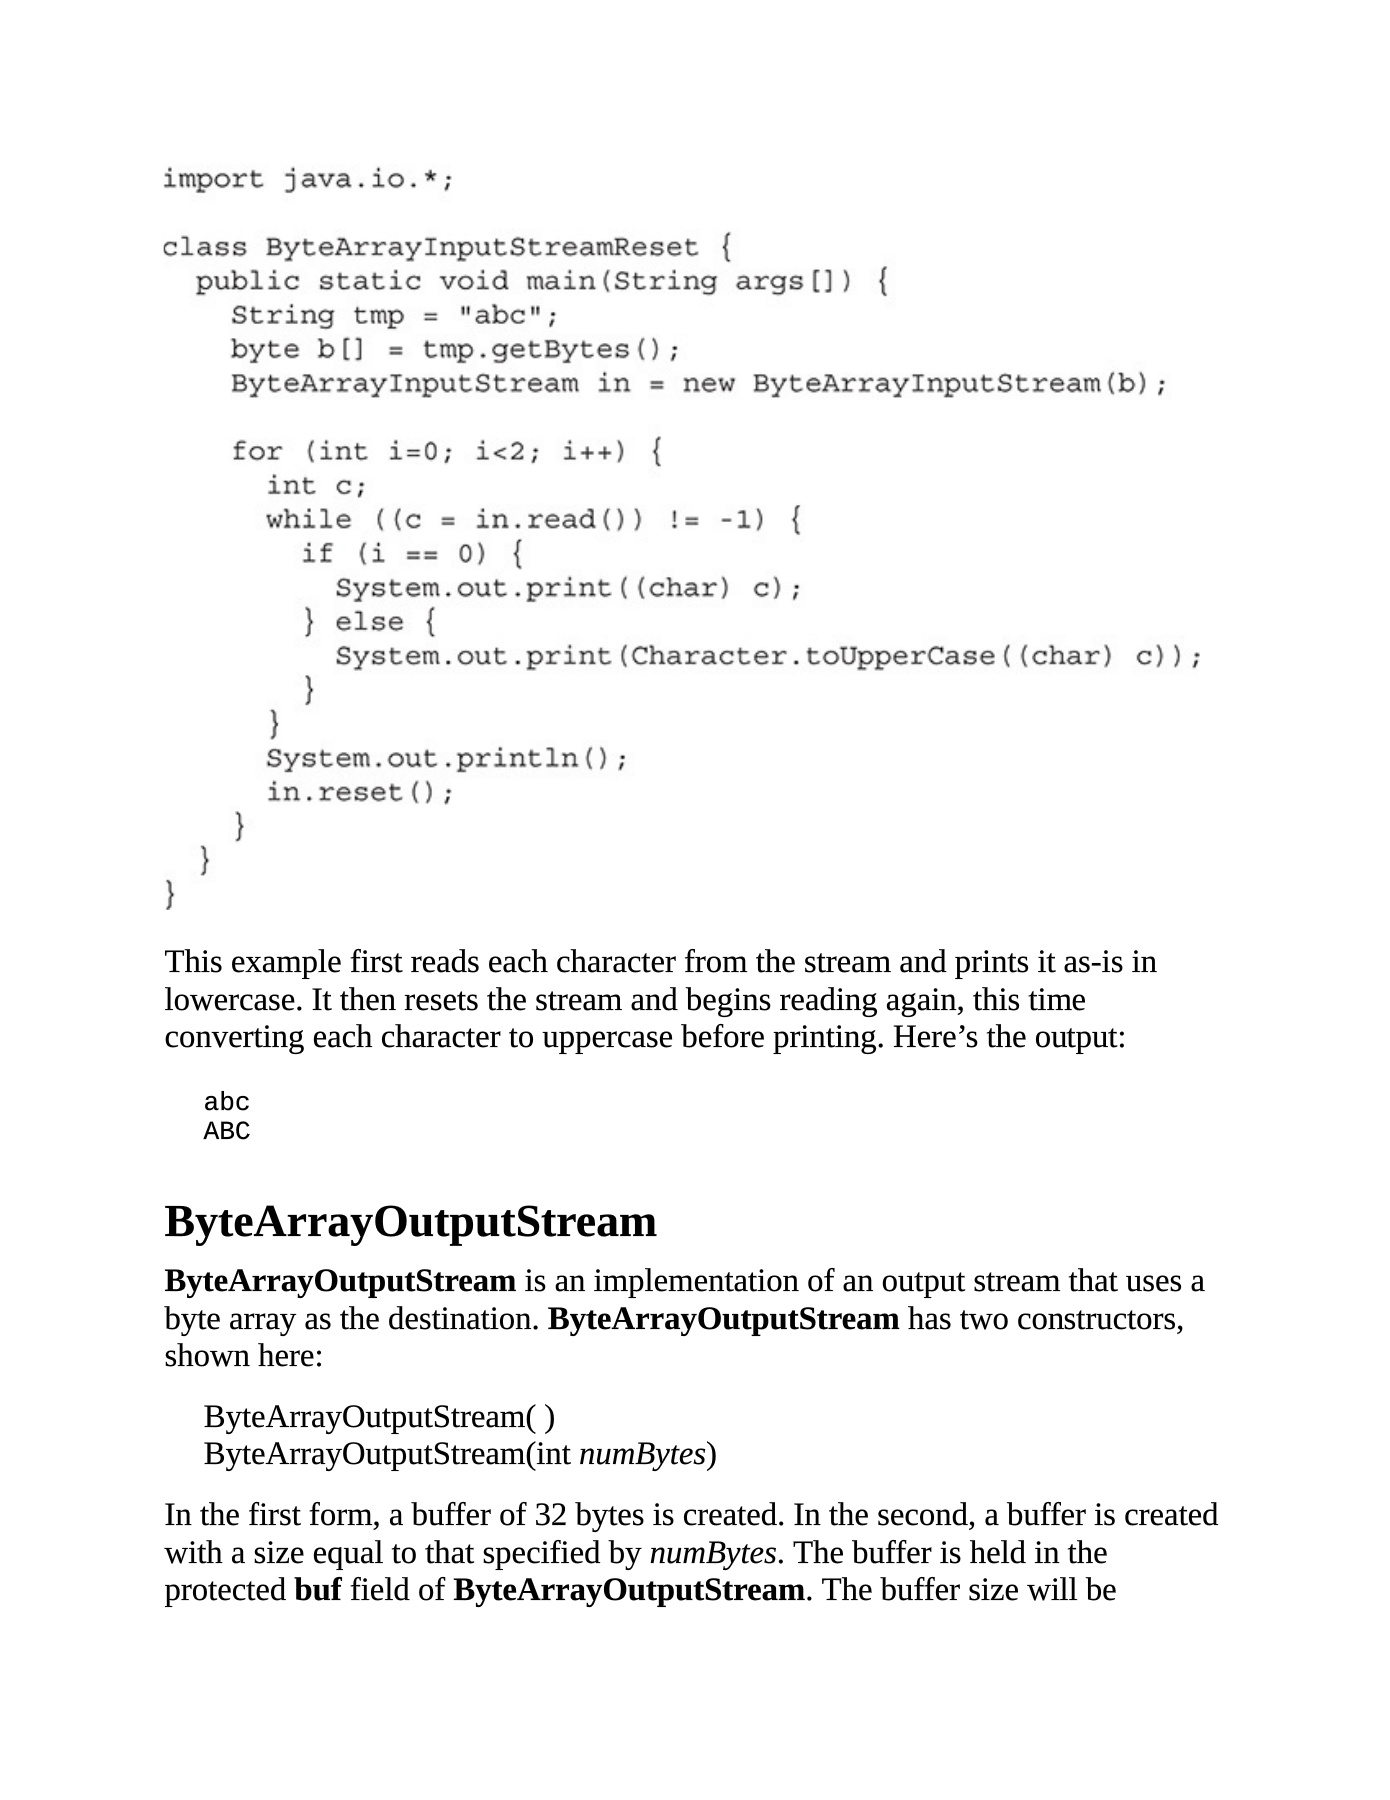 import java.io.*;

class ByteArrayInputStreamReset {
  public static void main(String args[]) {
    String tmp = "abc";
    byte b[] = tmp.getBytes();
    ByteArrayInputStream in = new ByteArrayInputStream(b);

    for (int i=0; i<2; i++) {
      int c;
      while ((c = in.read()) != -1) {
        if (i == 0) {
          System.out.print((char) c);
        } else {
          System.out.print(Character.toUpperCase((char) c));
        }
      }
      System.out.println();
      in.reset();
    }
  }
}
This example first reads each character from the stream and prints it as-is in
lowercase. It then resets the stream and begins reading again, this time
converting each character to uppercase before printing. Here’s the output:
abc
ABC
ByteArrayOutputStream
ByteArrayOutputStream is an implementation of an output stream that uses a
byte array as the destination. ByteArrayOutputStream has two constructors,
shown here:
ByteArrayOutputStream( )
ByteArrayOutputStream(int numBytes)
In the first form, a buffer of 32 bytes is created. In the second, a buffer is created
with a size equal to that specified by numBytes. The buffer is held in the
protected buf field of ByteArrayOutputStream. The buffer size will be